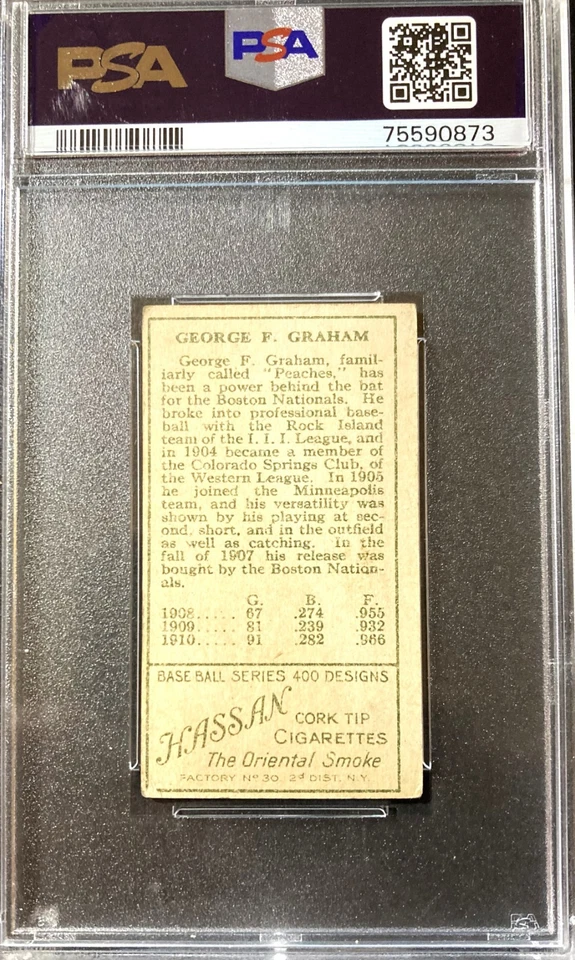 PSA
PSA
75590873
GEORGE F. GRAHAM
George F. Graham, famil-
iarly called "Peaches," has
been a power behind the bat
for the Boston Nationals. He
broke into professional base-
ball with the Rock Island
team of the I. I. I. League, and
in 1904 became a member of
the Colorado Springs Club, of
the Western League. In 1905
he joined the Minneapolis
team, and his versatility was
shown by his playing at sec-
ond, short, and in the outfield
as well as catching. In the
fall of 1907 his release was
bought by the Boston Nation-
als.
G. B. F.
1908..... 67 .274 .955
1909..... 81 .239 .932
1910..... 91 .282 .966
BASE BALL SERIES 400 DESIGNS
HASSAN
CORK TIP
CIGARETTES
The Oriental Smoke
FACTORY Nº 30 2d DIST. N.Y.
PSA